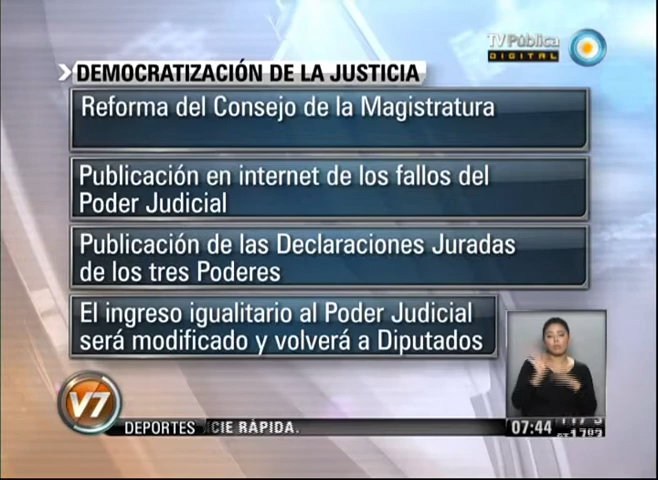 TV Pública
DIGITAL
DEMOCRATIZACIÓN DE LA JUSTICIA
Reforma del Consejo de la Magistratura
Publicación en internet de los fallos del
Poder Judicial
Publicación de las Declaraciones Juradas
de los tres Poderes
El ingreso igualitario al Poder Judicial
será modificado y volverá a Diputados
V7
DEPORTES CIE RÁPIDA.
07:44